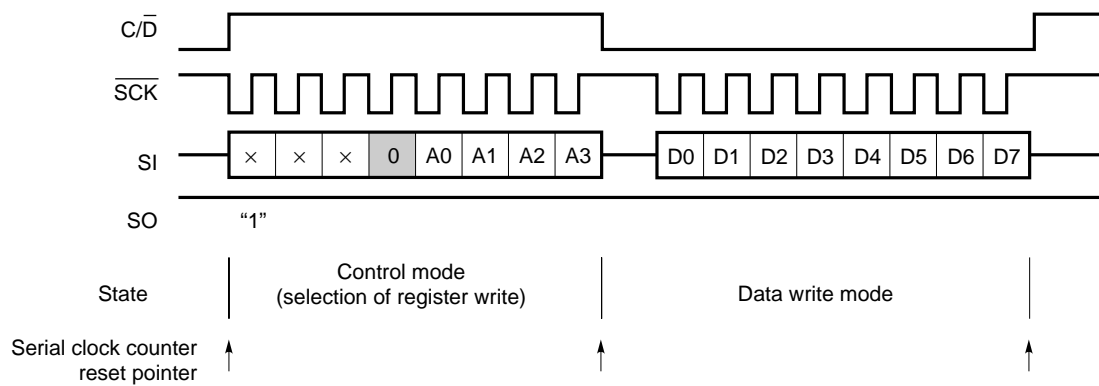 C/D̅
S̅C̅K̅
SI × × × 0 A0 A1 A2 A3 D0 D1 D2 D3 D4 D5 D6 D7
SO “1”
State Control mode (selection of register write) Data write mode
Serial clock counter
reset pointer